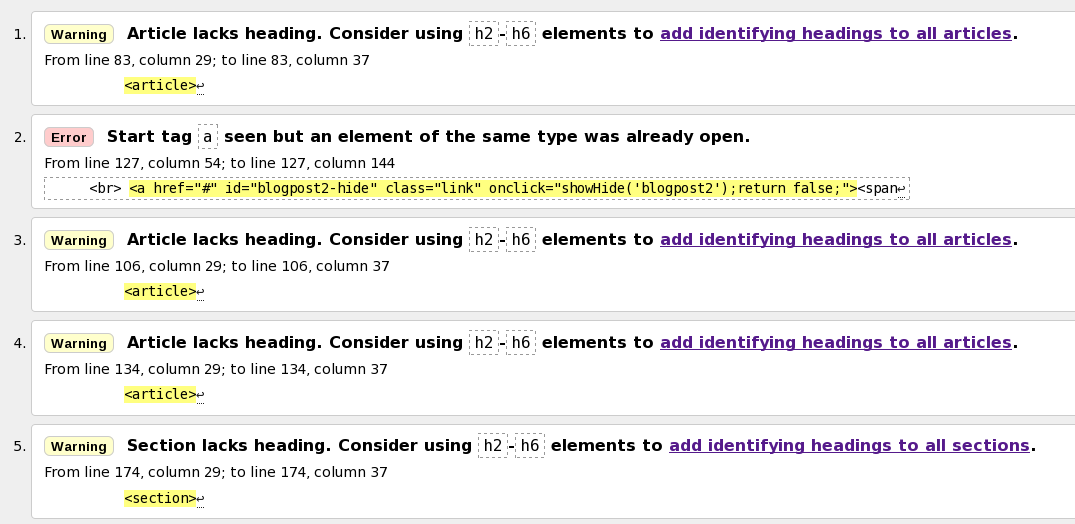 1. Warning Article lacks heading. Consider using h2-h6 elements to add identifying headings to all articles.
From line 83, column 29; to line 83, column 37
<article>↩
2. Error Start tag a seen but an element of the same type was already open.
From line 127, column 54; to line 127, column 144
<br> <a href="#" id="blogpost2-hide" class="link" onclick="showHide('blogpost2');return false;"><span↩
3. Warning Article lacks heading. Consider using h2-h6 elements to add identifying headings to all articles.
From line 106, column 29; to line 106, column 37
<article>↩
4. Warning Article lacks heading. Consider using h2-h6 elements to add identifying headings to all articles.
From line 134, column 29; to line 134, column 37
<article>↩
5. Warning Section lacks heading. Consider using h2-h6 elements to add identifying headings to all sections.
From line 174, column 29; to line 174, column 37
<section>↩